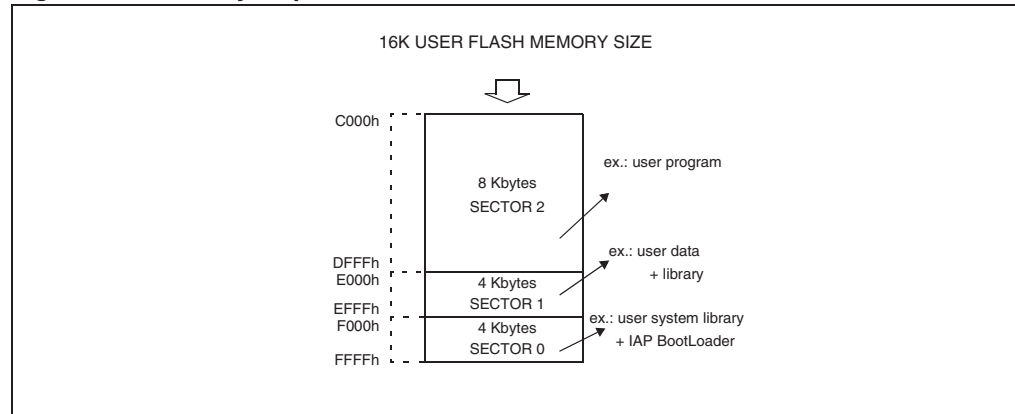 16K USER FLASH MEMORY SIZE
C000h
8 Kbytes
SECTOR 2
ex.: user program
DFFFh
E000h
4 Kbytes
SECTOR 1
ex.: user data
+ library
EFFFh
F000h
4 Kbytes
SECTOR 0
ex.: user system library
+ IAP BootLoader
FFFFh